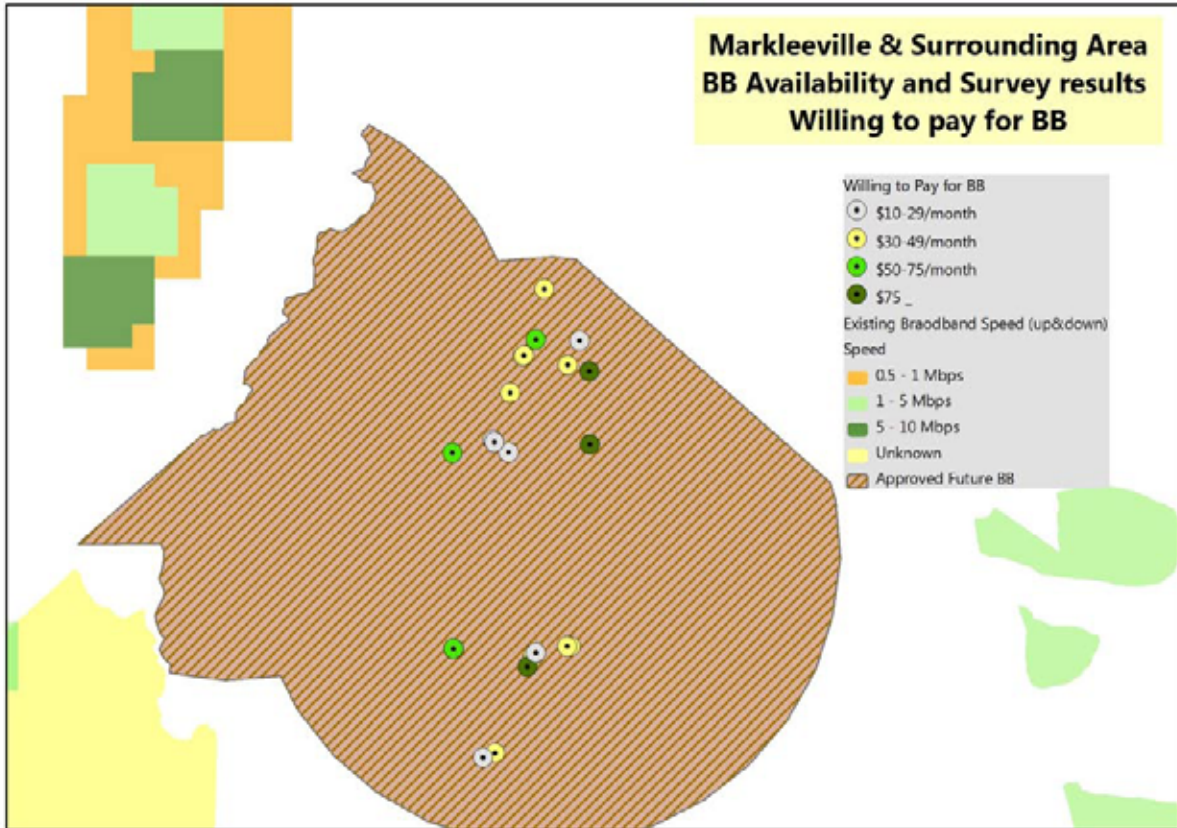 Markleeville & Surrounding Area
BB Availability and Survey results
Willing to pay for BB
Willing to Pay for BB
$10-29/month
$30-49/month
$50-75/month
$75 _
Existing Braodband Speed (up&down)
Speed
0.5 - 1 Mbps
1 - 5 Mbps
5 - 10 Mbps
Unknown
Approved Future BB